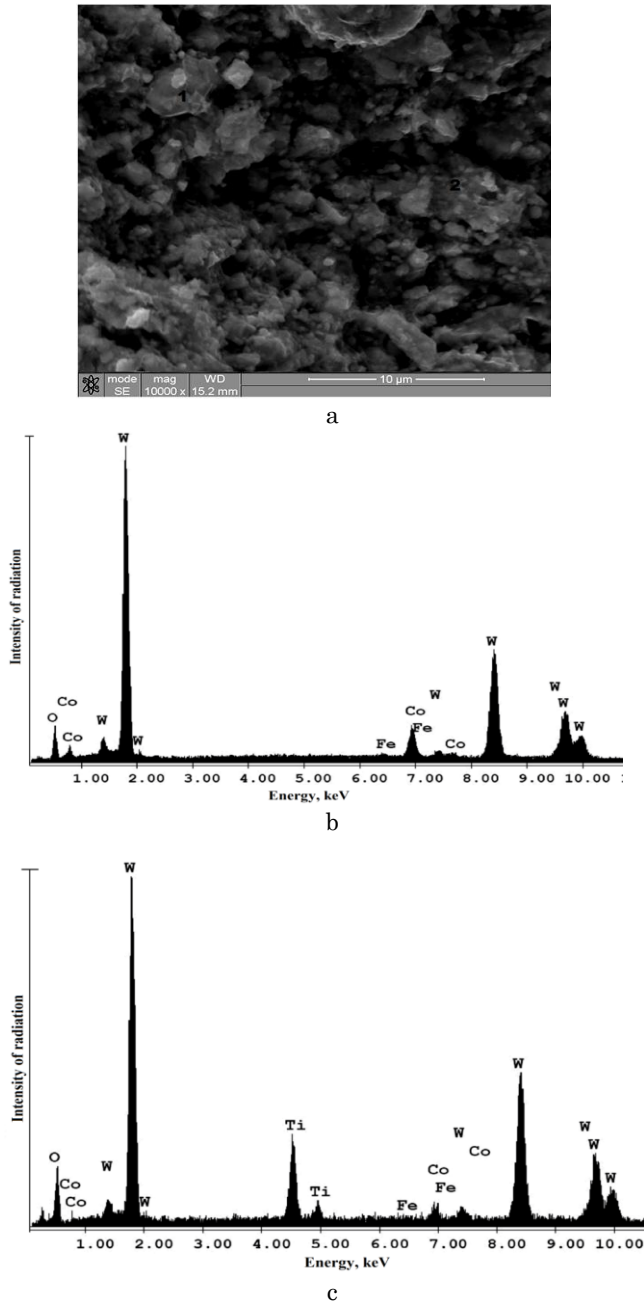 1
2
mode mag WD
SE 10000 x 15.2 mm 10 µm
a
Intensity of radiation
W
Co
O
Co
W
W
Fe
Co
Fe
W
Co
W
W
W
W
1.00 2.00 3.00 4.00 5.00 6.00 7.00 8.00 9.00 10.00
Energy, keV
b
Intensity of radiation
W
O
Co
Co
W
W
Ti
Ti
Fe
Co
Fe
W
Co
W
W
W
W
1.00 2.00 3.00 4.00 5.00 6.00 7.00 8.00 9.00 10.00
Energy, keV
c